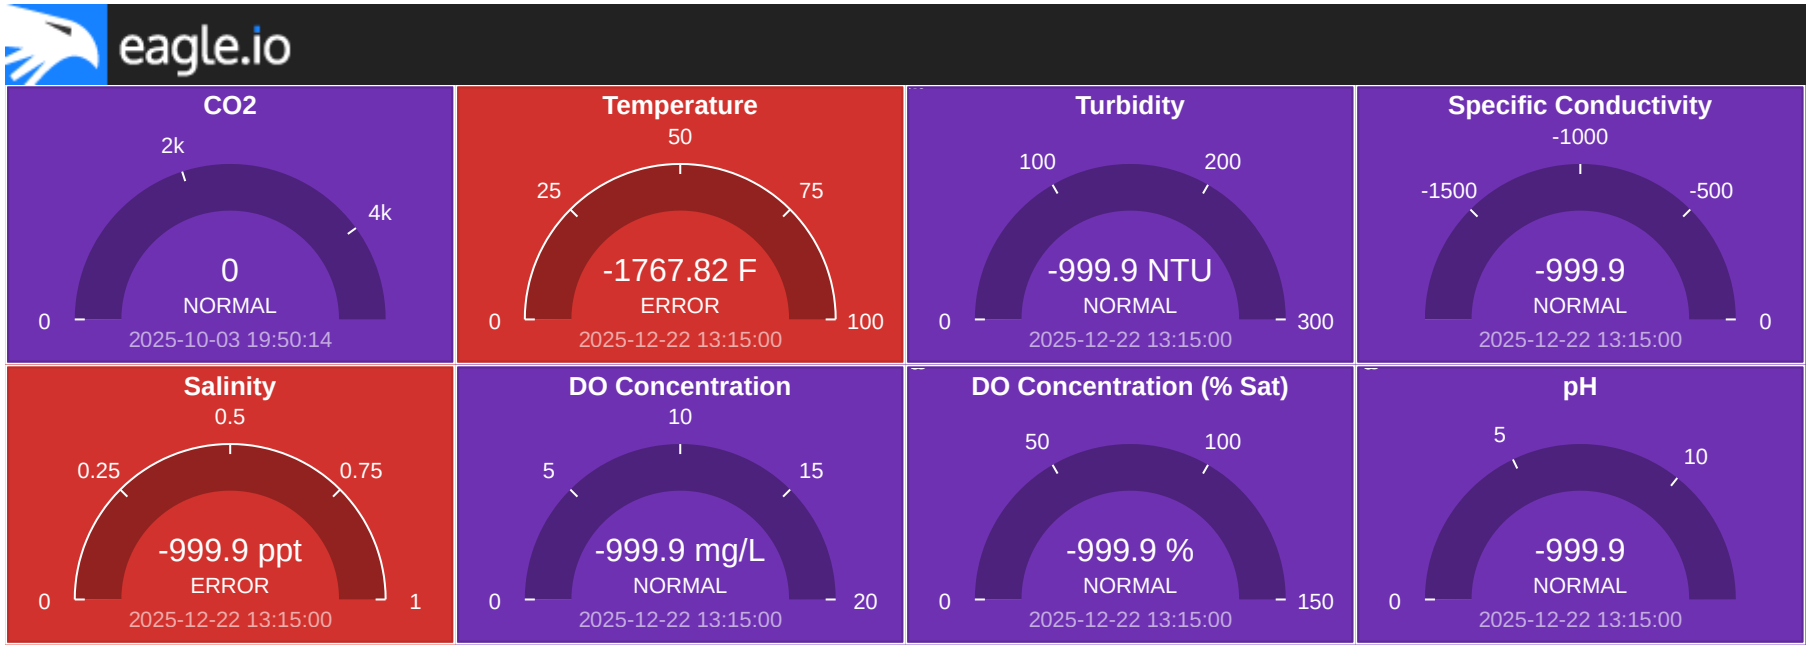 eagle.io
CO2
2k
4k
0
NORMAL
0
2025-10-03 19:50:14
Temperature
50
25
75
-1767.82 F
ERROR
0
100
2025-12-22 13:15:00
Turbidity
100
200
-999.9 NTU
NORMAL
0
300
2025-12-22 13:15:00
Specific Conductivity
-1000
-1500
-500
-999.9
NORMAL
0
2025-12-22 13:15:00
Salinity
0.5
0.25
0.75
-999.9 ppt
ERROR
0
1
2025-12-22 13:15:00
DO Concentration
10
5
15
-999.9 mg/L
NORMAL
0
20
2025-12-22 13:15:00
DO Concentration (% Sat)
50
100
-999.9 %
NORMAL
0
150
2025-12-22 13:15:00
pH
5
10
-999.9
NORMAL
0
2025-12-22 13:15:00